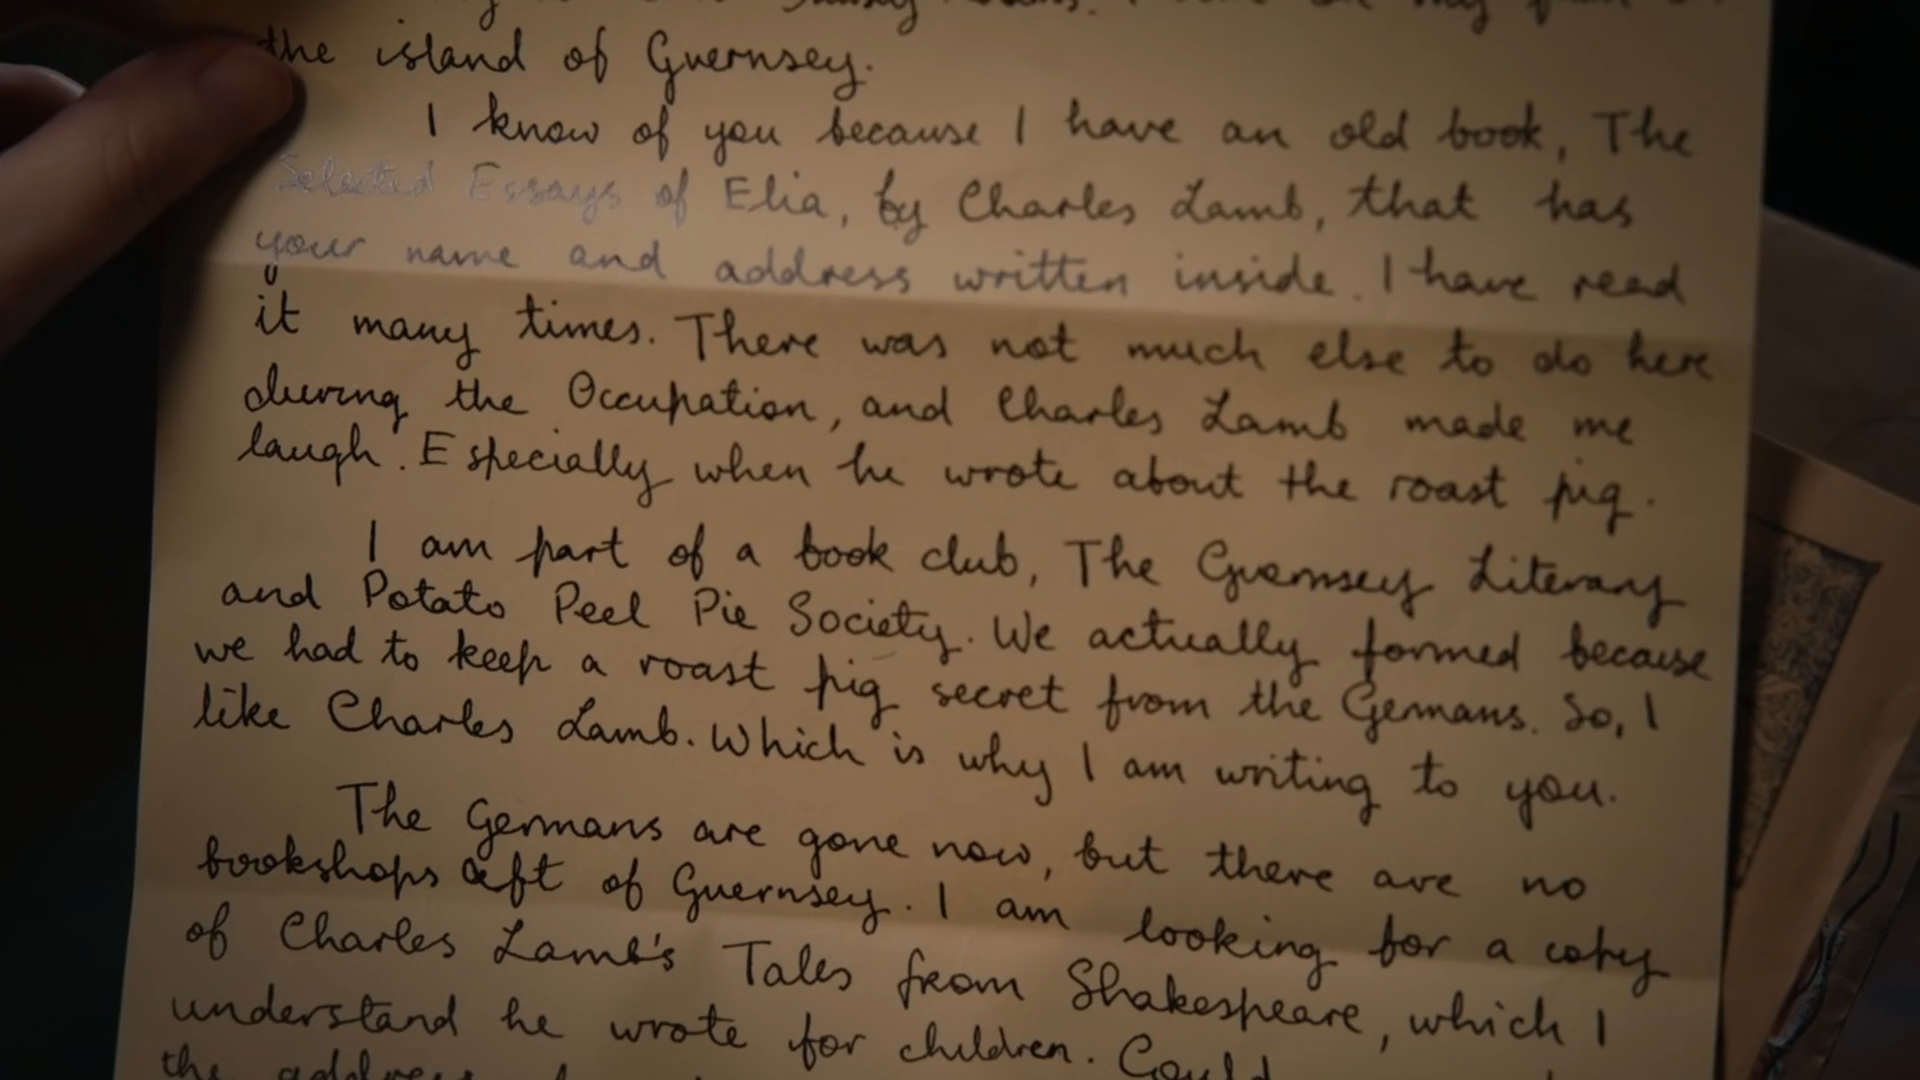 the island of Guernsey.
I know of you because I have an old book, The
Selected Essays of Elia, by Charles Lamb, that has
your name and address written inside. I have read
it many times. There was not much else to do here
during the Occupation, and Charles Lamb made me
laugh. Especially when he wrote about the roast pig.
I am part of a book club, The Guernsey Literary
and Potato Peel Pie Society. We actually formed because
we had to keep a roast pig secret from the Germans. So, I
like Charles Lamb. Which is why I am writing to you.
The Germans are gone now, but there are no
bookshops left of Guernsey. I am looking for a copy
of Charles Lamb's Tales from Shakespeare, which I
understand he wrote for children. Could
the address